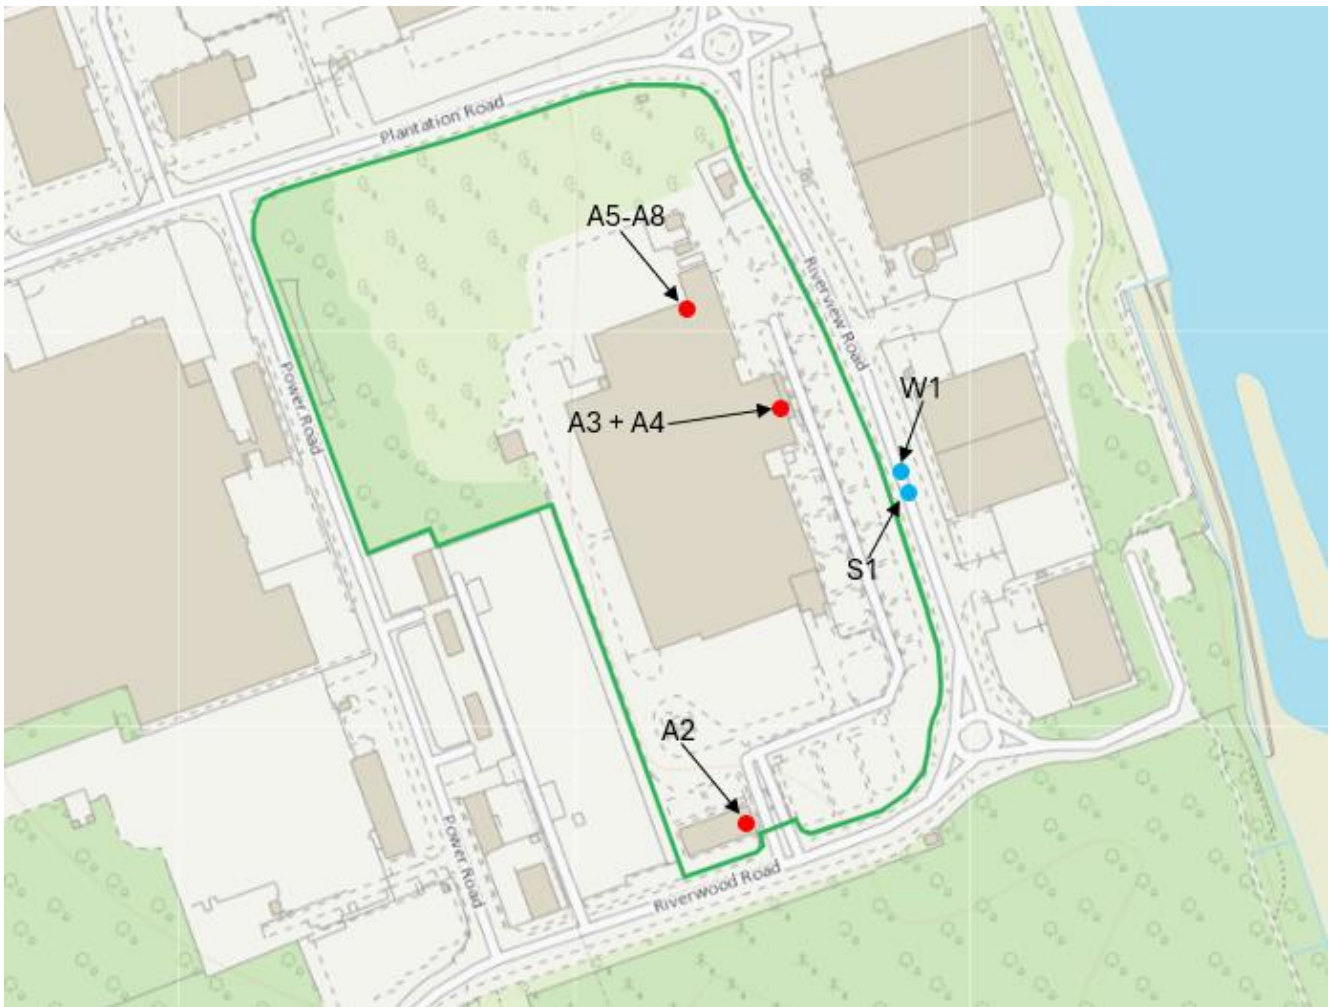 Plantation Road
A5-A8
Riverview Road
Power Road
W1
A3 + A4
S1
A2
Power Road
Riverwood Road